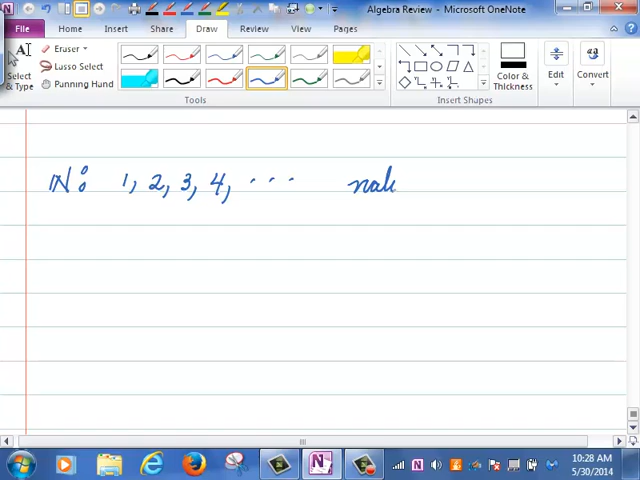 Algebra Review - Microsoft OneNote
File Home Insert Share Draw Review View Pages
Select & Type
Eraser
Lasso Select
Panning Hand
Tools
Insert Shapes
Color & Thickness
Edit
Convert
N: 1, 2, 3, 4, ...
10:28 AM
5/30/2014